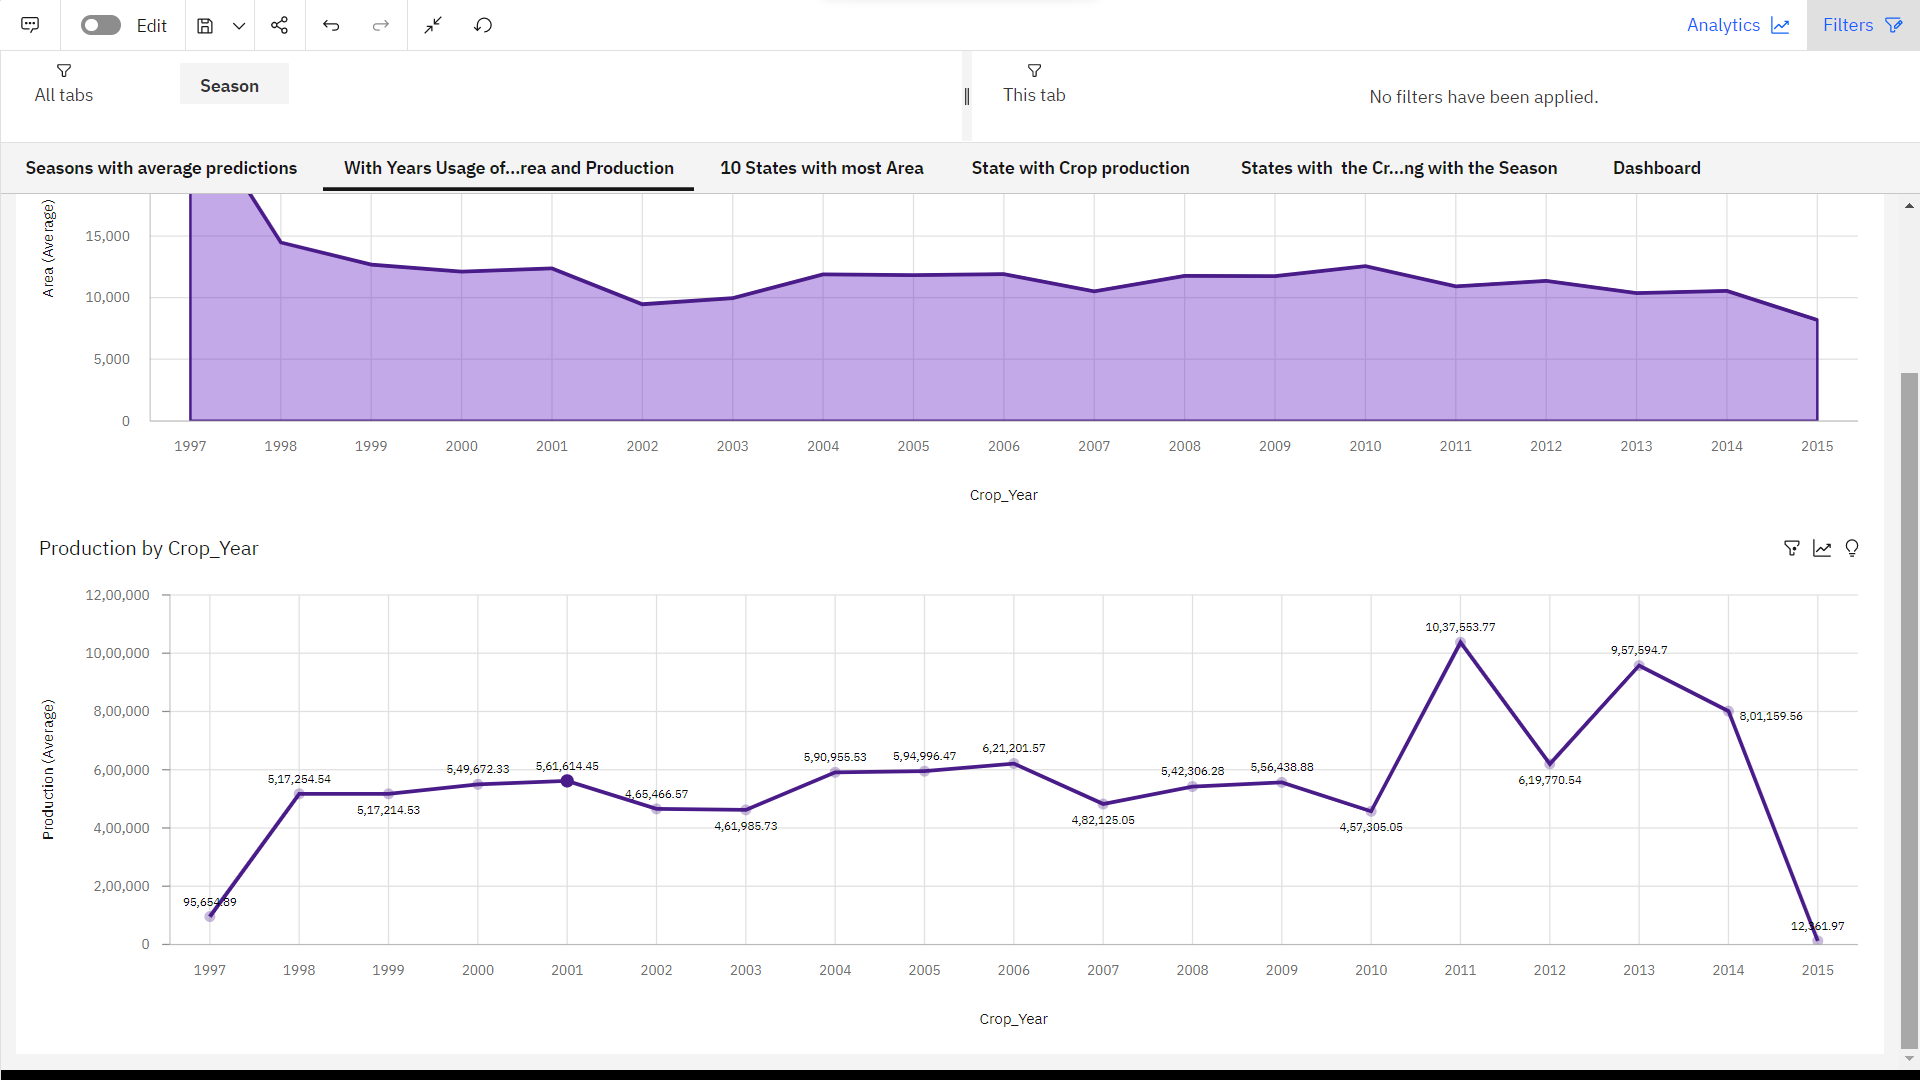 Edit
Analytics
Filters
All tabs
Season
This tab
No filters have been applied.
Seasons with average predictions
With Years Usage of...rea and Production
10 States with most Area
State with Crop production
States with the Cr...ng with the Season
Dashboard
Area (Average)
15,000
10,000
5,000
0
1997 1998 1999 2000 2001 2002 2003 2004 2005 2006 2007 2008 2009 2010 2011 2012 2013 2014 2015
Crop_Year
Production by Crop_Year
Production (Average)
12,00,000
10,00,000
8,00,000
6,00,000
4,00,000
2,00,000
0
95,654.89
5,17,254.54
5,17,214.53
5,49,672.33
5,61,614.45
4,65,466.57
4,61,985.73
5,90,955.53
5,94,996.47
6,21,201.57
4,82,125.05
5,42,306.28
5,56,438.88
4,57,305.05
10,37,553.77
6,19,770.54
9,57,594.7
8,01,159.56
12,361.97
1997 1998 1999 2000 2001 2002 2003 2004 2005 2006 2007 2008 2009 2010 2011 2012 2013 2014 2015
Crop_Year